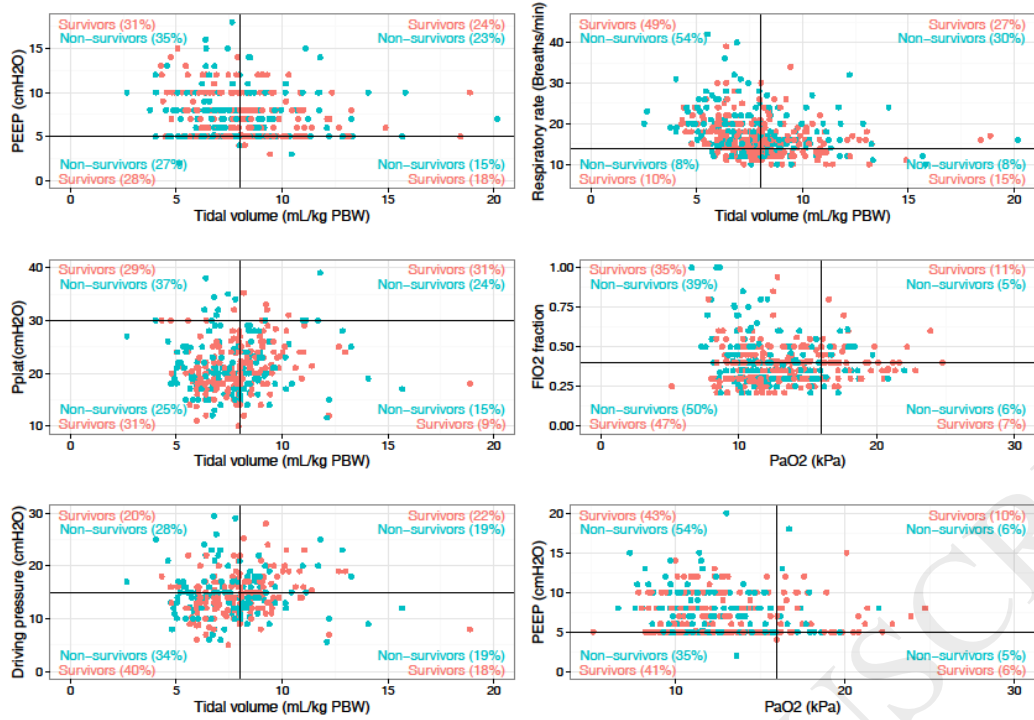 Survivors (31%)
Survivors (24%)
Non-survivors (35%)
Non-survivors (23%)
15
10
5
0
PEEP (cmH2O)
Non-survivors (27%)
Non-survivors (15%)
Survivors (28%)
Survivors (18%)
0 5 10 15 20
Tidal volume (mL/kg PBW)
Survivors (49%)
Survivors (27%)
Non-survivors (54%)
Non-survivors (30%)
40
30
20
10
Respiratory rate (Breaths/min)
Non-survivors (8%)
Non-survivors (8%)
Survivors (10%)
Survivors (15%)
0 5 10 15 20
Tidal volume (mL/kg PBW)
Survivors (29%)
Survivors (31%)
Non-survivors (37%)
Non-survivors (24%)
40
30
20
10
Pplat(cmH2O)
Non-survivors (25%)
Non-survivors (15%)
Survivors (31%)
Survivors (9%)
0 5 10 15 20
Tidal volume (mL/kg PBW)
Survivors (35%)
Survivors (11%)
Non-survivors (39%)
Non-survivors (5%)
1.00
0.75
0.50
0.25
0.00
FIO2 fraction
Non-survivors (50%)
Non-survivors (6%)
Survivors (47%)
Survivors (7%)
0 10 20 30
PaO2 (kPa)
Survivors (20%)
Survivors (22%)
Non-survivors (28%)
Non-survivors (19%)
30
20
10
0
Driving pressure (cmH2O)
Non-survivors (34%)
Non-survivors (19%)
Survivors (40%)
Survivors (18%)
0 5 10 15 20
Tidal volume (mL/kg PBW)
Survivors (43%)
Survivors (10%)
Non-survivors (54%)
Non-survivors (6%)
20
15
10
5
0
PEEP (cmH2O)
Non-survivors (35%)
Non-survivors (5%)
Survivors (41%)
Survivors (6%)
10 20 30
PaO2 (kPa)